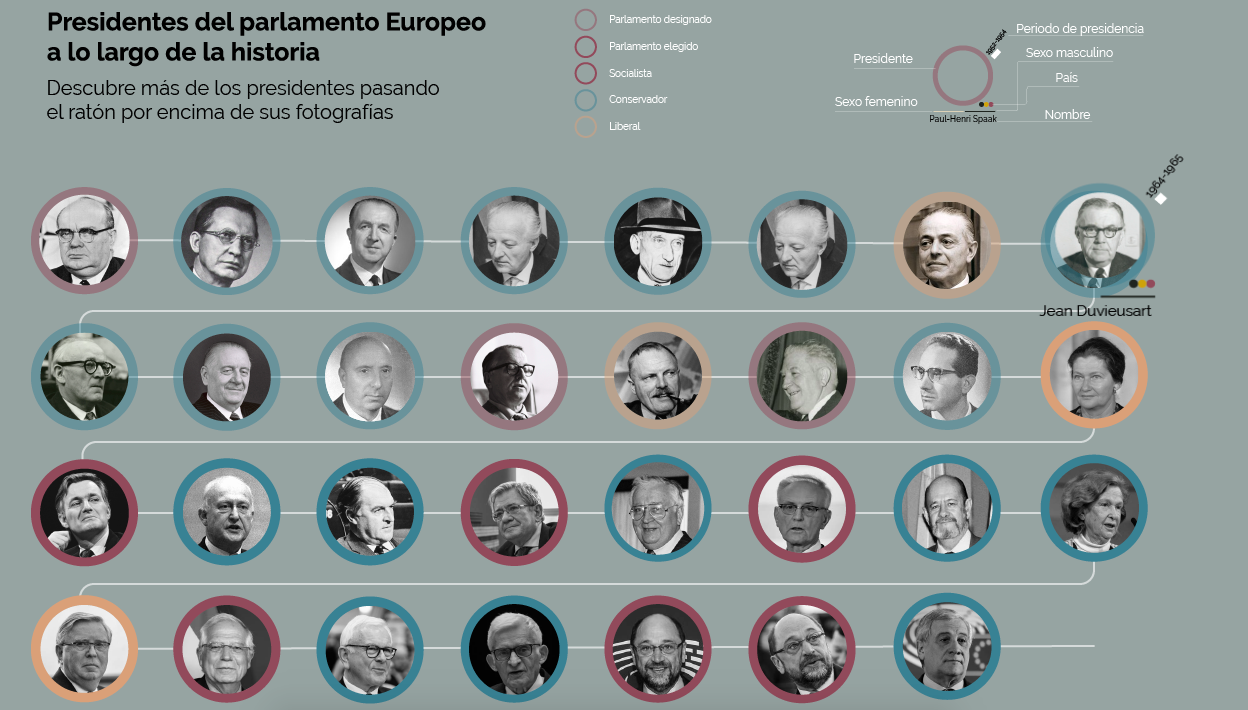 Presidentes del parlamento Europeo
a lo largo de la historia
Descubre más de los presidentes pasando
el ratón por encima de sus fotografías
Parlamento designado
Parlamento elegido
Socialista
Conservador
Liberal
1952-1954
Periodo de presidencia
Sexo masculino
Presidente
País
Sexo femenino
Nombre
Paul-Henri Spaak
1964-1965
Jean Duvieusart